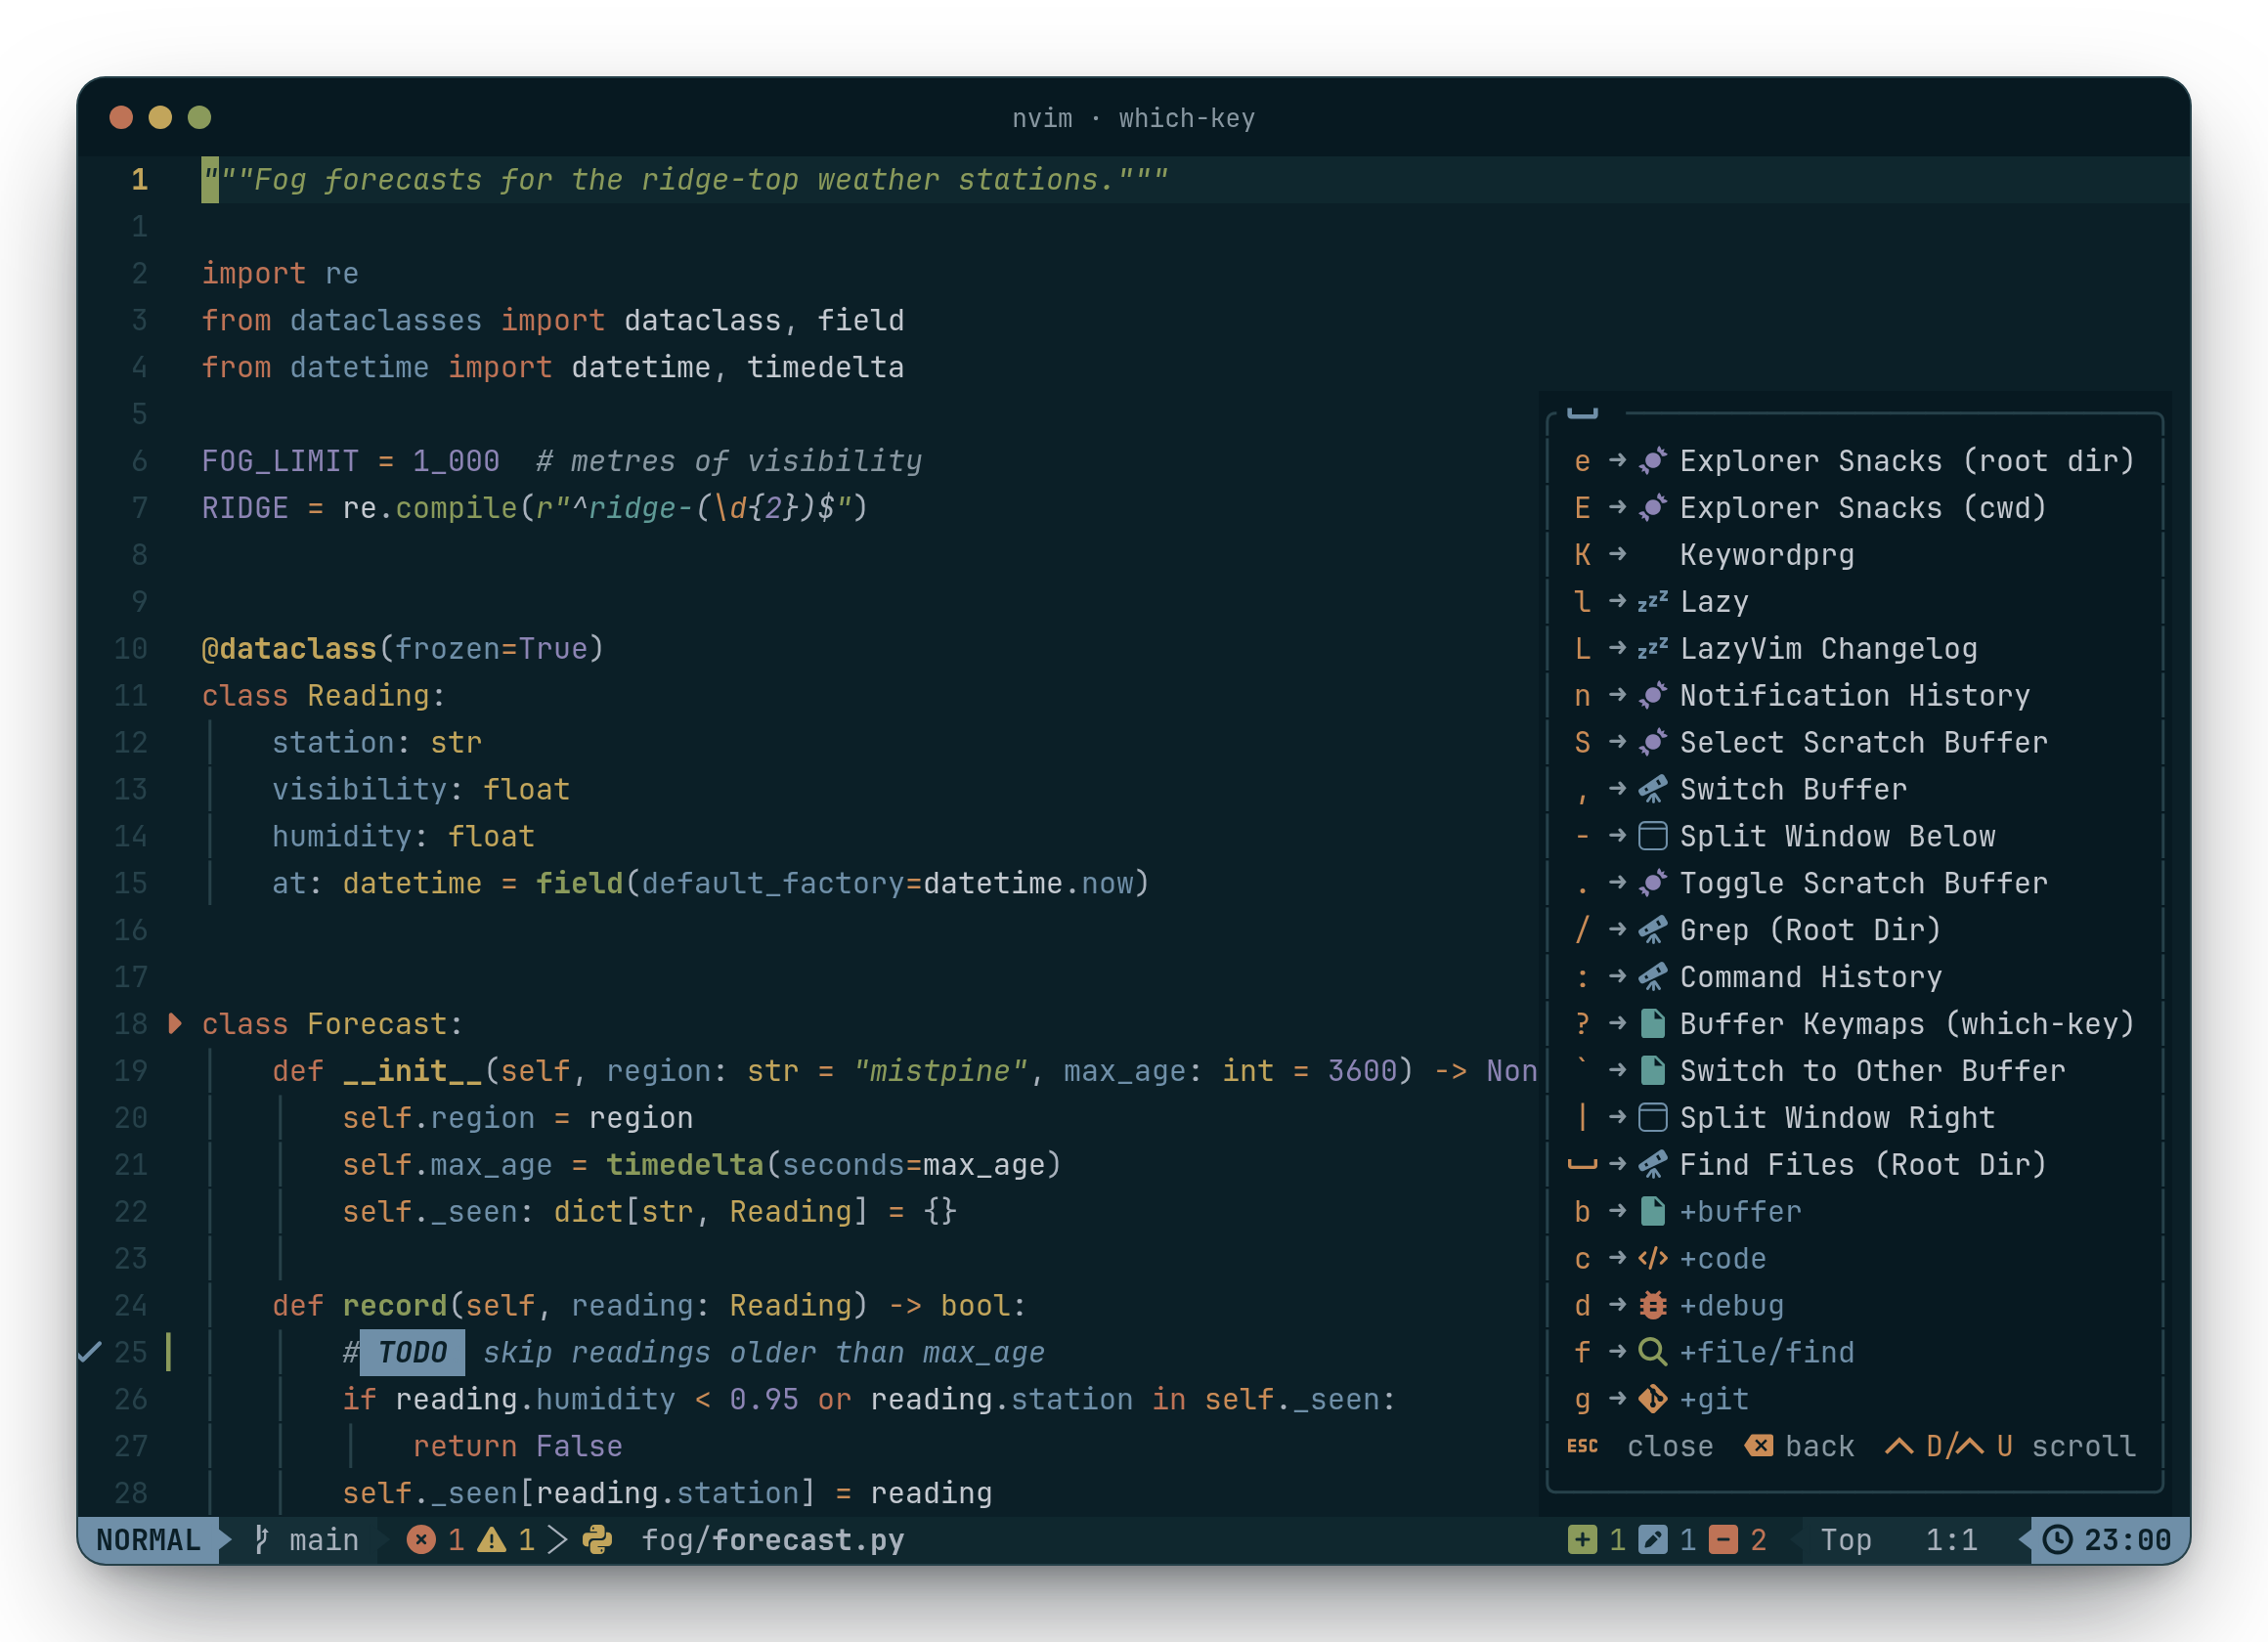 nvim · which-key
1 """Fog forecasts for the ridge-top weather stations."""
1
2 import re
3 from dataclasses import dataclass, field
4 from datetime import datetime, timedelta
5
6 FOG_LIMIT = 1_000  # metres of visibility
7 RIDGE = re.compile(r"^ridge-(\d{2})$")
8
9
10 @dataclass(frozen=True)
11 class Reading:
12     station: str
13     visibility: float
14     humidity: float
15     at: datetime = field(default_factory=datetime.now)
16
17
18 class Forecast:
19     def __init__(self, region: str = "mistpine", max_age: int = 3600) -> Non
20         self.region = region
21         self.max_age = timedelta(seconds=max_age)
22         self._seen: dict[str, Reading] = {}
23
24     def record(self, reading: Reading) -> bool:
25         # TODO  skip readings older than max_age
26         if reading.humidity < 0.95 or reading.station in self._seen:
27             return False
28         self._seen[reading.station] = reading
e → Explorer Snacks (root dir)
E → Explorer Snacks (cwd)
K → Keywordprg
l → zzz Lazy
L → zzz LazyVim Changelog
n → Notification History
S → Select Scratch Buffer
, → Switch Buffer
- → Split Window Below
. → Toggle Scratch Buffer
/ → Grep (Root Dir)
: → Command History
? → Buffer Keymaps (which-key)
` → Switch to Other Buffer
| → Split Window Right
␣ → Find Files (Root Dir)
b → +buffer
c → +code
d → +debug
f → +file/find
g → +git
ESC close back ^ D/^ U scroll
NORMAL main 1 1 fog/forecast.py 1 1 2 Top 1:1 23:00